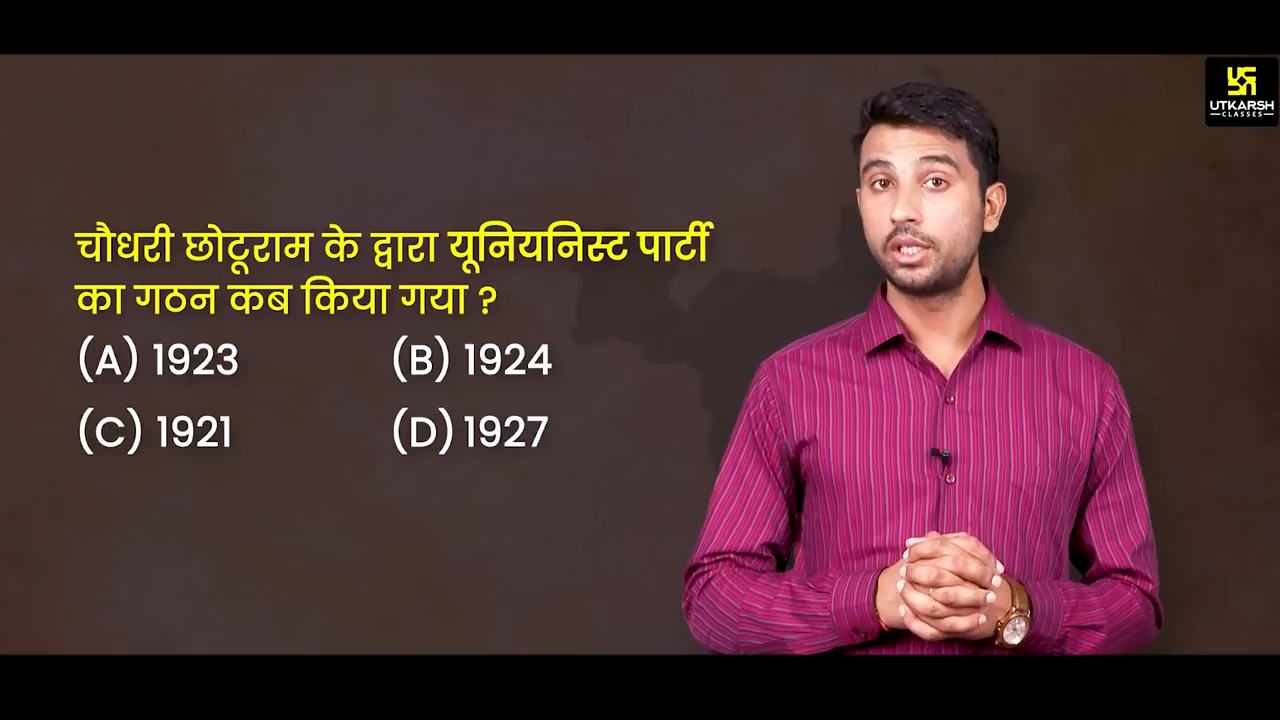 चौधरी छोटूराम के द्वारा यूनियनिस्ट पार्टी
का गठन कब किया गया ?
(A) 1923 (B) 1924
(C) 1921 (D) 1927
UTKARSH
CLASSES